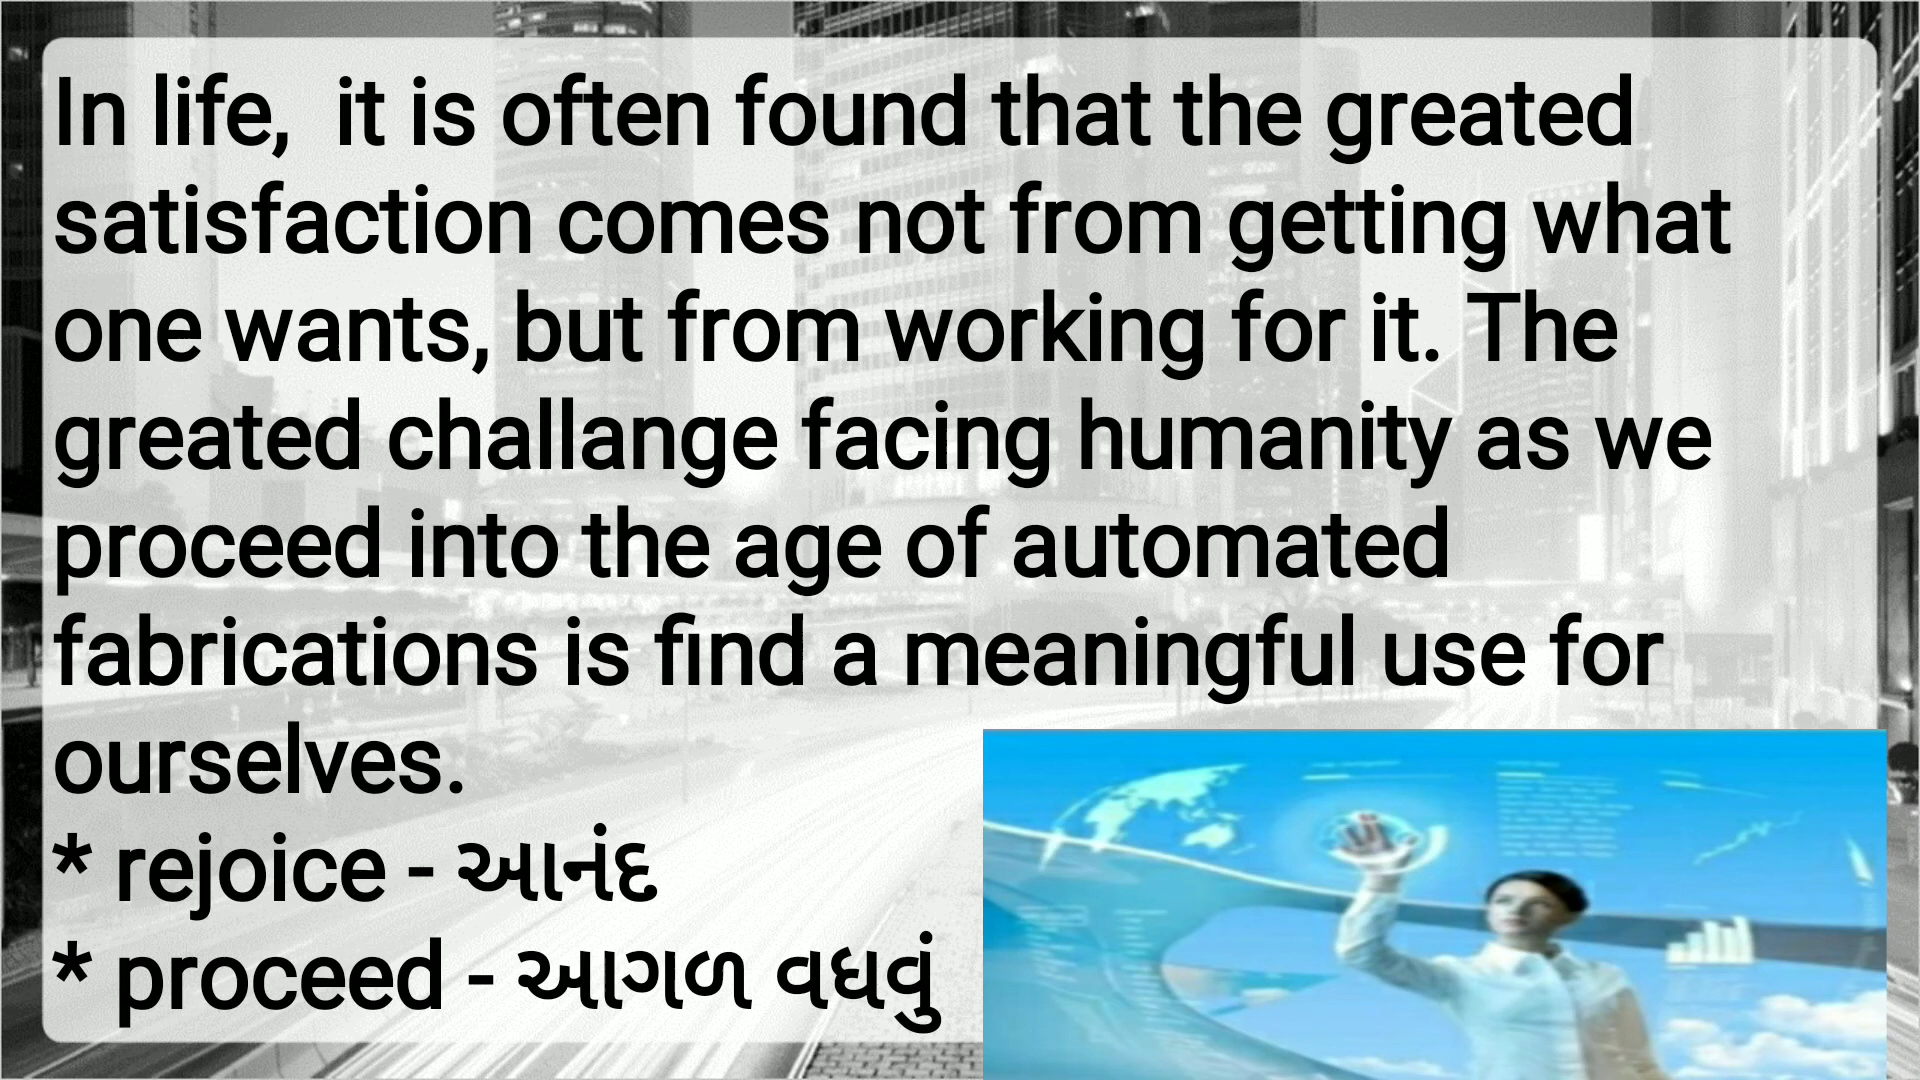 In life,  it is often found that the greated
satisfaction comes not from getting what
one wants, but from working for it. The
greated challange facing humanity as we
proceed into the age of automated
fabrications is find a meaningful use for
ourselves.
* rejoice - આનંદ
* proceed - આગળ વધવું